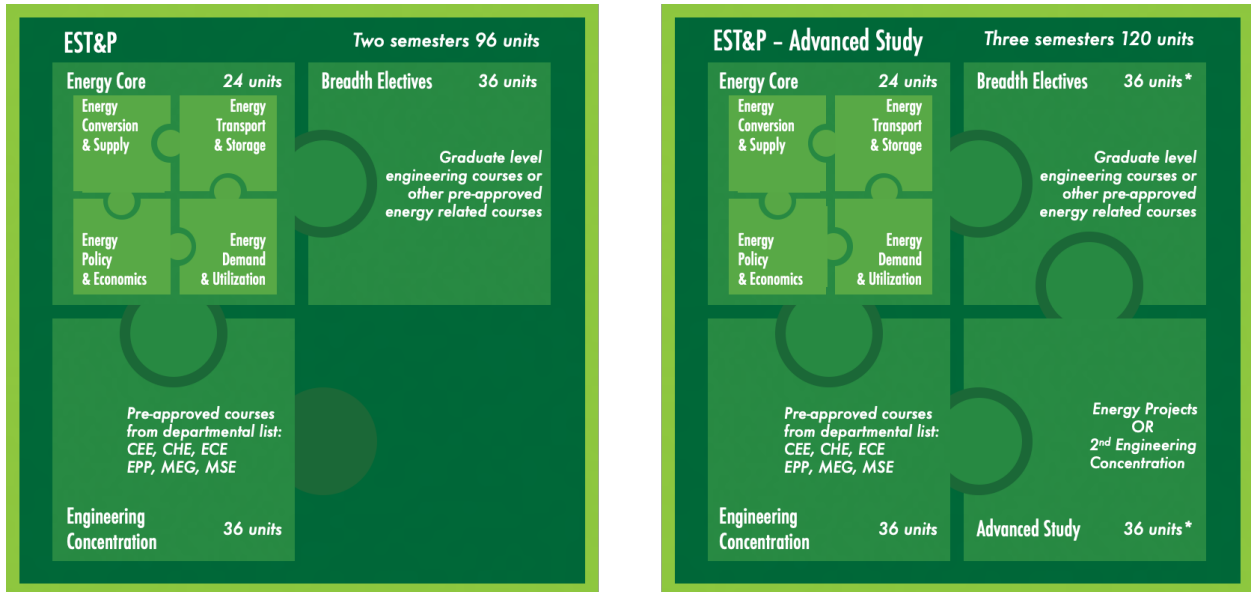 EST&P
Two semesters 96 units
Energy Core
24 units
Energy
Conversion
& Supply
Energy
Transport
& Storage
Energy
Policy
& Economics
Energy
Demand
& Utilization
Breadth Electives
36 units
Graduate level
engineering courses or
other pre-approved
energy related courses
Pre-approved courses
from departmental list:
CEE, CHE, ECE
EPP, MEG, MSE
Engineering
Concentration
36 units
EST&P – Advanced Study
Three semesters 120 units
Energy Core
24 units
Energy
Conversion
& Supply
Energy
Transport
& Storage
Energy
Policy
& Economics
Energy
Demand
& Utilization
Breadth Electives
36 units*
Graduate level
engineering courses or
other pre-approved
energy related courses
Pre-approved courses
from departmental list:
CEE, CHE, ECE
EPP, MEG, MSE
Engineering
Concentration
36 units
Energy Projects
OR
2nd Engineering
Concentration
Advanced Study
36 units*